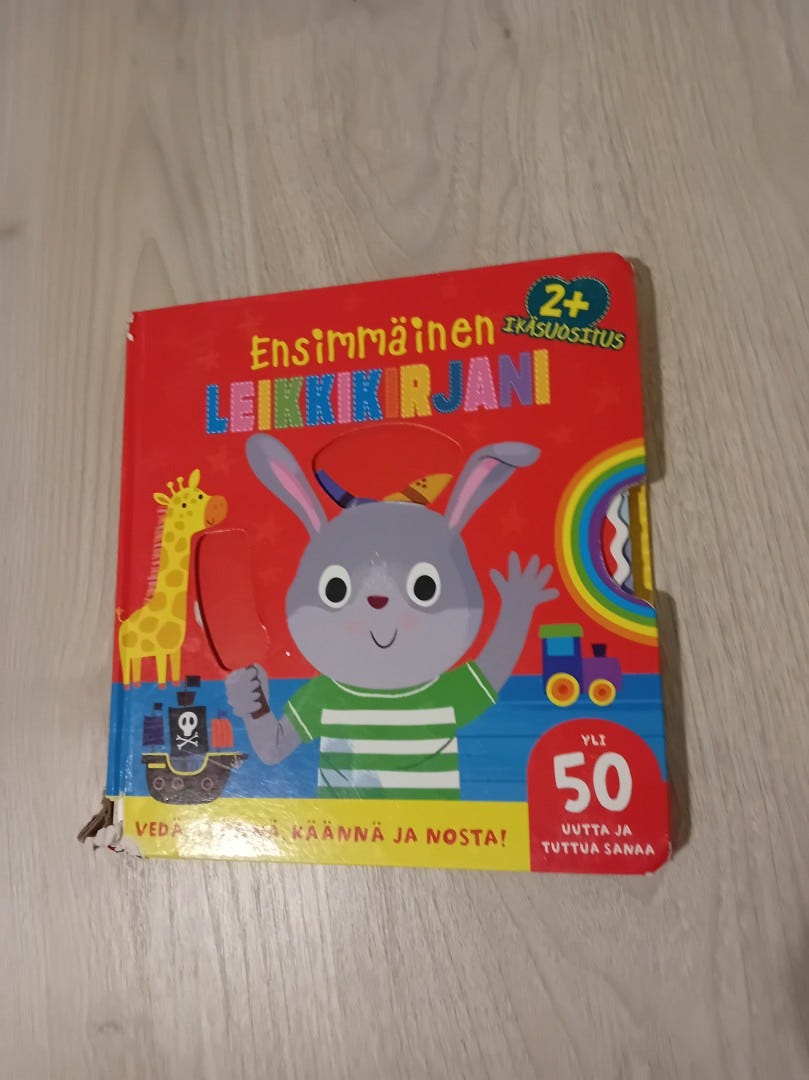 Ensimmäinen
LEIKKIKIRJANI
2+
IKÄSUOSITUS
YLI
50
UUTTA JA
TUTTUA SANAA
VEDÄ, KÄÄNNÄ JA NOSTA!